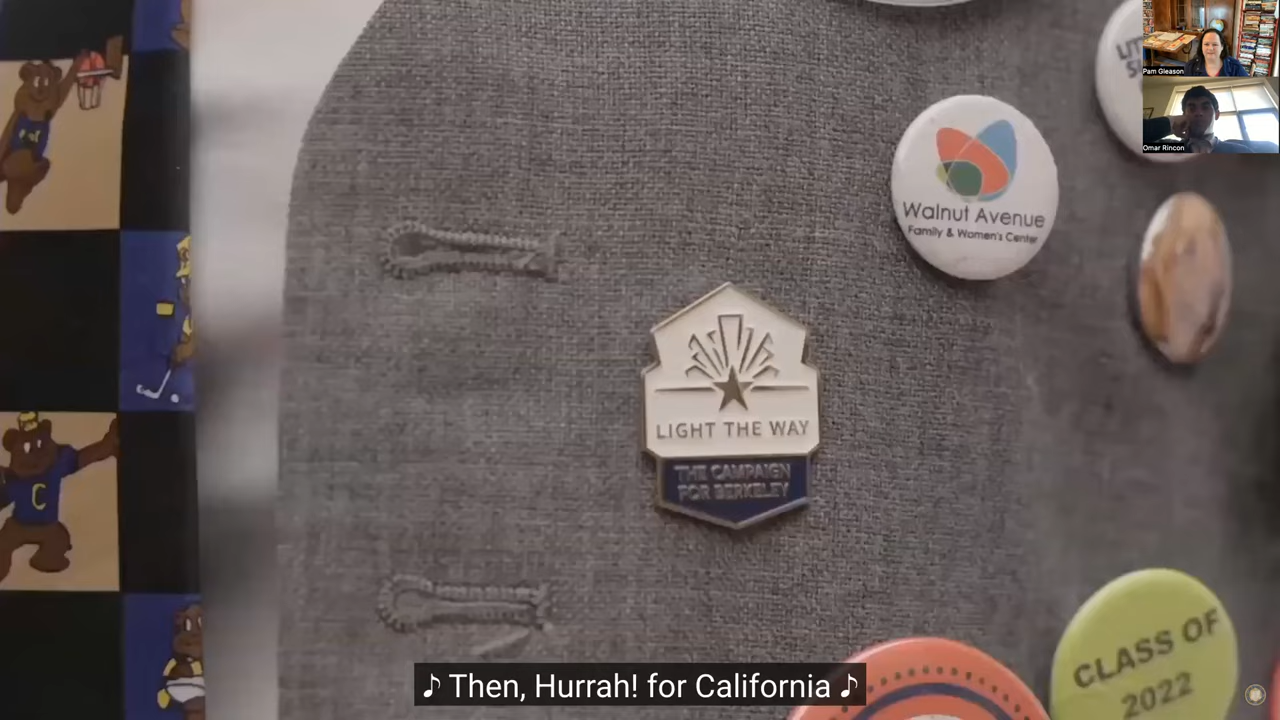 Pam Gleason
Omar Rincon
Walnut Avenue
Family & Women's Center
LIGHT THE WAY
THE CAMPAIGN
FOR BERKELEY
C
CLASS OF
2022
♪ Then, Hurrah! for California ♪